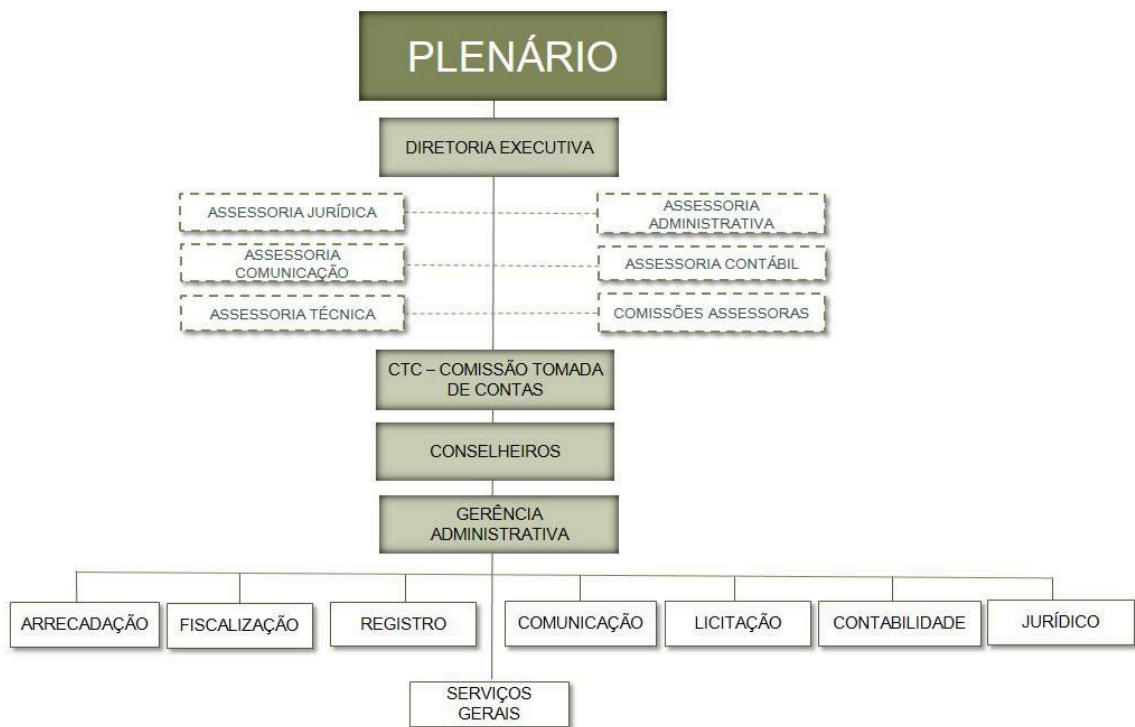 PLENÁRIO
DIRETORIA EXECUTIVA
ASSESSORIA JURÍDICA
ASSESSORIA
ADMINISTRATIVA
ASSESSORIA
COMUNICAÇÃO
ASSESSORIA CONTÁBIL
ASSESSORIA TÉCNICA
COMISSÕES ASSESSORAS
CTC – COMISSÃO TOMADA
DE CONTAS
CONSELHEIROS
GERÊNCIA
ADMINISTRATIVA
ARRECADAÇÃO
FISCALIZAÇÃO
REGISTRO
COMUNICAÇÃO
LICITAÇÃO
CONTABILIDADE
JURÍDICO
SERVIÇOS
GERAIS